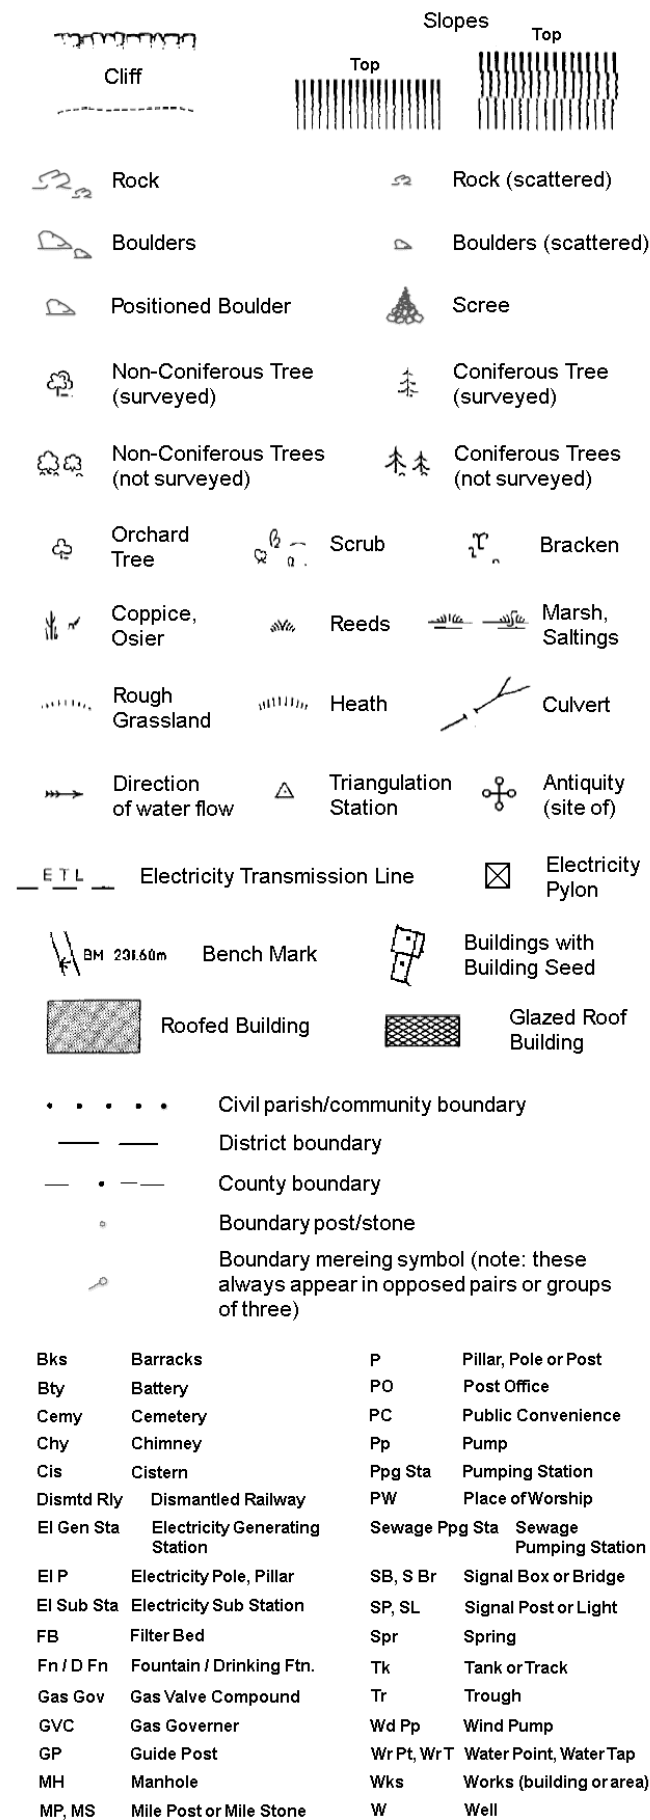 Slopes
Top
Top
Cliff
Rock
Rock (scattered)
Boulders
Boulders (scattered)
Positioned Boulder
Scree
Non-Coniferous Tree
(surveyed)
Coniferous Tree
(surveyed)
Non-Coniferous Trees
(not surveyed)
Coniferous Trees
(not surveyed)
Orchard
Tree
Scrub
Bracken
Coppice,
Osier
Reeds
Marsh,
Saltings
Rough
Grassland
Heath
Culvert
Direction
of water flow
Triangulation
Station
Antiquity
(site of)
E T L
Electricity Transmission Line
Electricity
Pylon
BM 231.60m
Bench Mark
Buildings with
Building Seed
Roofed Building
Glazed Roof
Building
Civil parish/community boundary
District boundary
County boundary
Boundary post/stone
Boundary mereing symbol (note: these
always appear in opposed pairs or groups
of three)
Bks Barracks
Bty Battery
Cemy Cemetery
Chy Chimney
Cis Cistern
Dismtd Rly Dismantled Railway
El Gen Sta Electricity Generating
Station
El P Electricity Pole, Pillar
El Sub Sta Electricity Sub Station
FB Filter Bed
Fn / D Fn Fountain / Drinking Ftn.
Gas Gov Gas Valve Compound
GVC Gas Governer
GP Guide Post
MH Manhole
MP, MS Mile Post or Mile Stone
P Pillar, Pole or Post
PO Post Office
PC Public Convenience
Pp Pump
Ppg Sta Pumping Station
PW Place of Worship
Sewage Ppg Sta Sewage
Pumping Station
SB, S Br Signal Box or Bridge
SP, SL Signal Post or Light
Spr Spring
Tk Tank or Track
Tr Trough
Wd Pp Wind Pump
Wr Pt, Wr T Water Point, Water Tap
Wks Works (building or area)
W Well